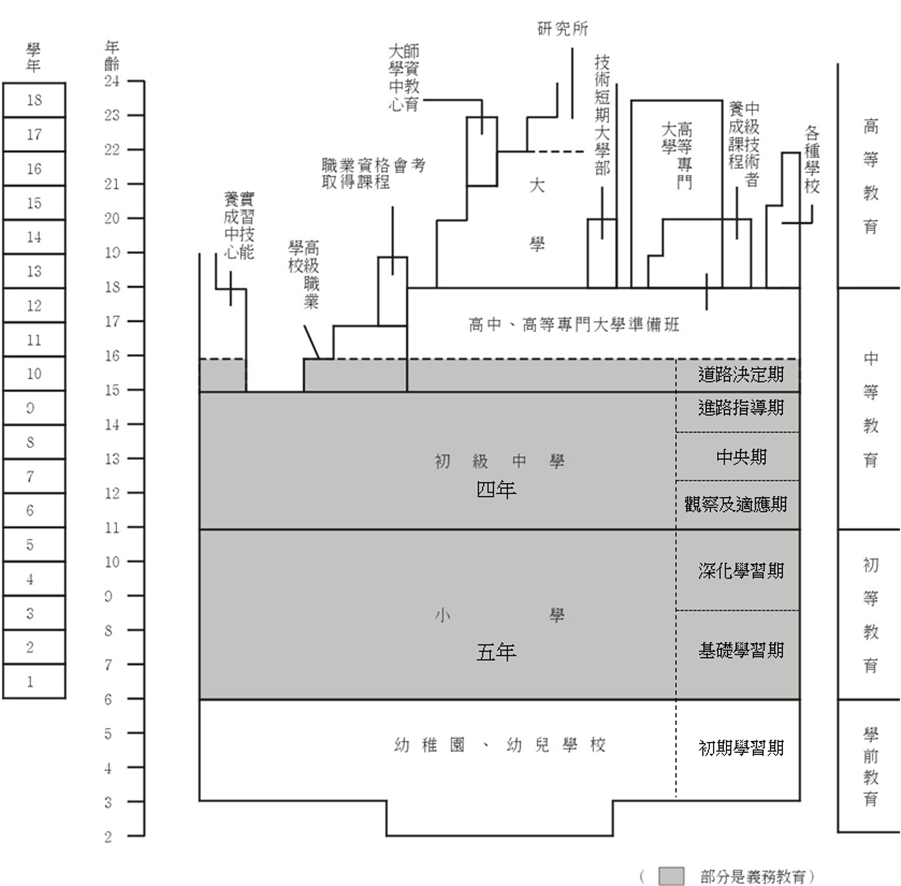 研究所
學年
年齡
師資教育
大學中心
技術短期大學部
高等專門
大學
中級技術者
養成課程
各種學校
職業資格會考
取得課程
實習技能
養成中心
高級職業
學校
大學
高中、高等專門大學準備班
道路決定期
進路指導期
中央期
觀察及適應期
初級中學
四年
深化學習期
基礎學習期
小學
五年
幼稚園、幼兒學校
初期學習期
高等教育
中等教育
初等教育
學前教育
18
17
16
15
14
13
12
11
10
9
8
7
6
5
4
3
2
1
24
23
22
21
20
19
18
17
16
15
14
13
12
11
10
9
8
7
6
5
4
3
2
（ 部分是義務教育）